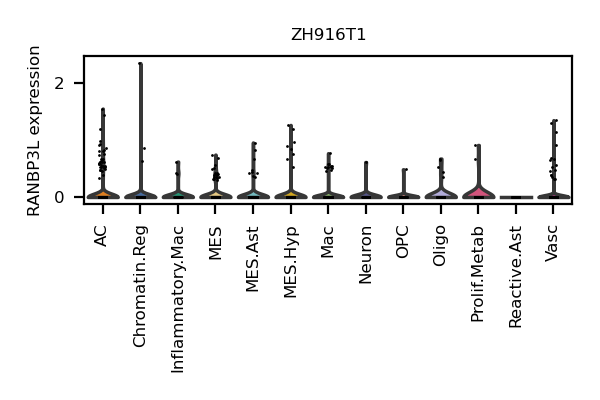 ZH916T1
RANBP3L expression
2
0
AC
Chromatin.Reg
Inflammatory.Mac
MES
MES.Ast
MES.Hyp
Mac
Neuron
OPC
Oligo
Prolif.Metab
Reactive.Ast
Vasc